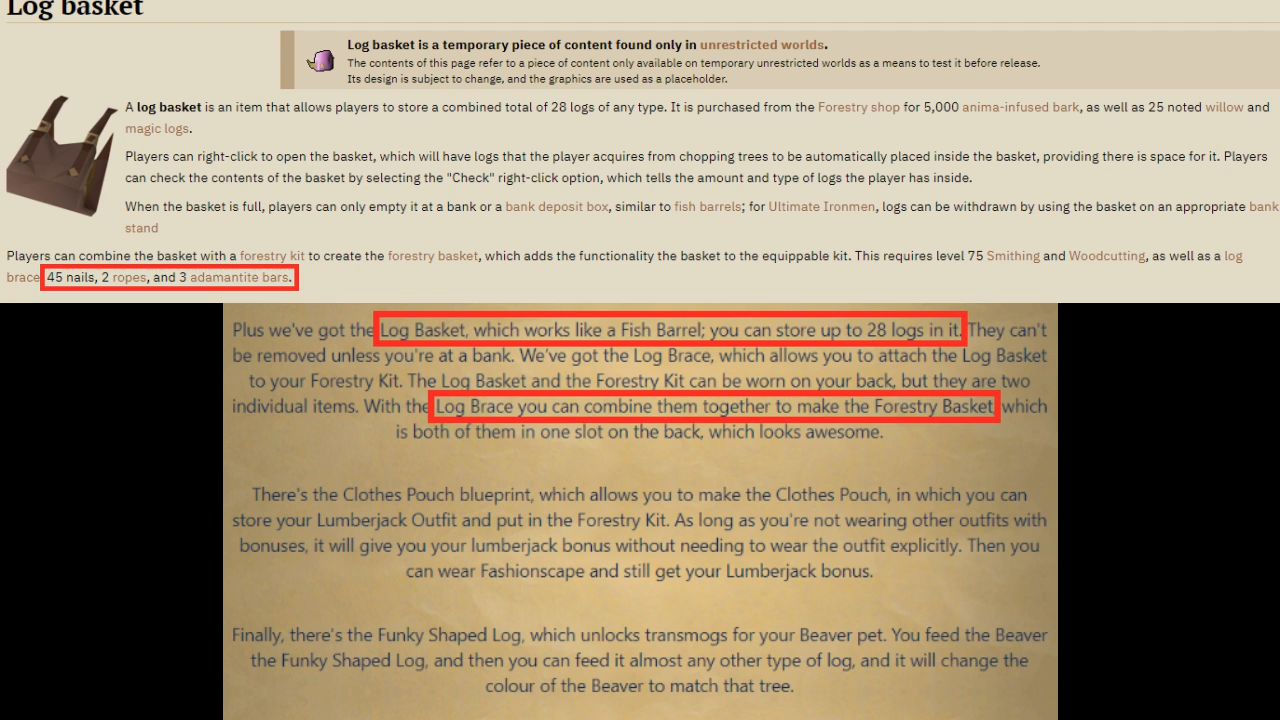 Log basket
Log basket is a temporary piece of content found only in unrestricted worlds.
The contents of this page refer to a piece of content only available on temporary unrestricted worlds as a means to test it before release.
Its design is subject to change, and the graphics are used as a placeholder.
A log basket is an item that allows players to store a combined total of 28 logs of any type. It is purchased from the Forestry shop for 5,000 anima-infused bark, as well as 25 noted willow and
magic logs.
Players can right-click to open the basket, which will have logs that the player acquires from chopping trees to be automatically placed inside the basket, providing there is space for it. Players
can check the contents of the basket by selecting the "Check" right-click option, which tells the amount and type of logs the player has inside.
When the basket is full, players can only empty it at a bank or a bank deposit box, similar to fish barrels; for Ultimate Ironmen, logs can be withdrawn by using the basket on an appropriate bank
stand
Players can combine the basket with a forestry kit to create the forestry basket, which adds the functionality the basket to the equippable kit. This requires level 75 Smithing and Woodcutting, as well as a log
brace 45 nails, 2 ropes, and 3 adamantite bars.
Plus we've got the Log Basket, which works like a Fish Barrel; you can store up to 28 logs in it. They can't
be removed unless you're at a bank. We've got the Log Brace, which allows you to attach the Log Basket
to your Forestry Kit. The Log Basket and the Forestry Kit can be worn on your back, but they are two
individual items. With the Log Brace you can combine them together to make the Forestry Basket, which
is both of them in one slot on the back, which looks awesome.
There's the Clothes Pouch blueprint, which allows you to make the Clothes Pouch, in which you can
store your Lumberjack Outfit and put in the Forestry Kit. As long as you're not wearing other outfits with
bonuses, it will give you your lumberjack bonus without needing to wear the outfit explicitly. Then you
can wear Fashionscape and still get your Lumberjack bonus.
Finally, there's the Funky Shaped Log, which unlocks transmogs for your Beaver pet. You feed the Beaver
the Funky Shaped Log, and then you can feed it almost any other type of log, and it will change the
colour of the Beaver to match that tree.